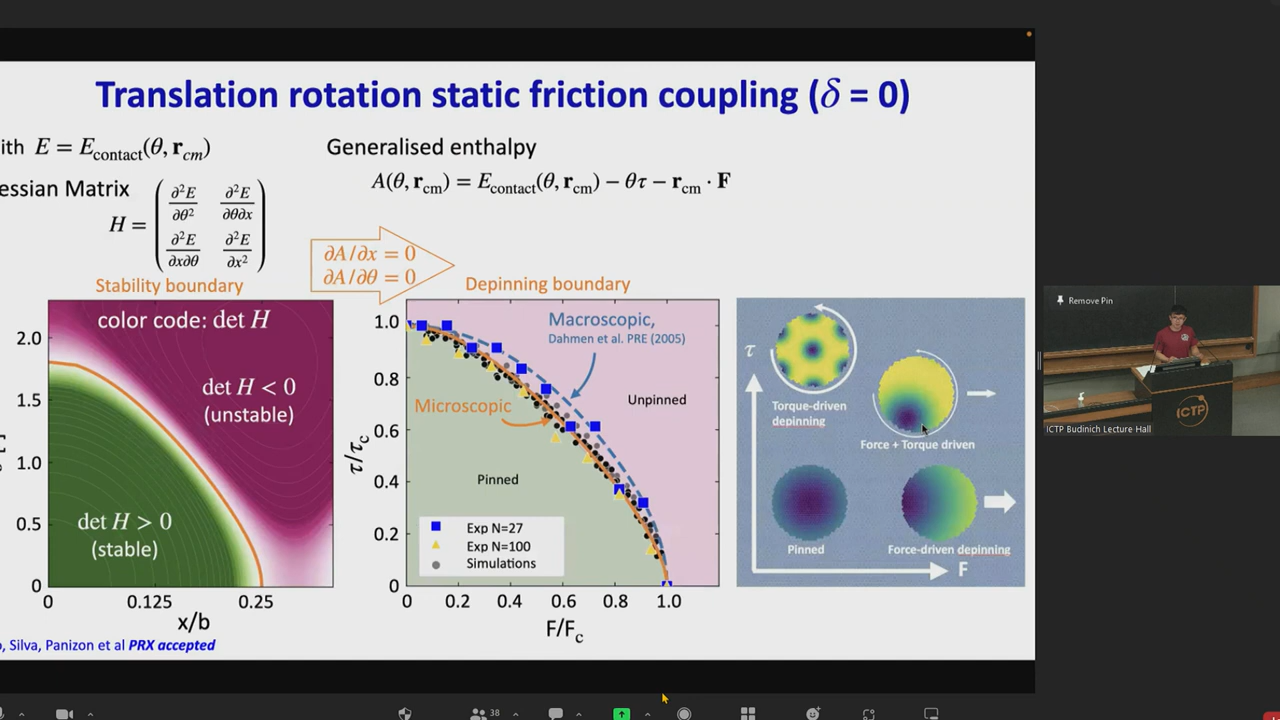 Translation rotation static friction coupling (δ = 0)
ith E = E_contact(θ, r_cm)
essian Matrix
H = ( ∂²E/∂θ² ∂²E/∂θ∂x
∂²E/∂x∂θ ∂²E/∂x² )
Generalised enthalpy
A(θ, r_cm) = E_contact(θ, r_cm) − θτ − r_cm · F
∂A/∂x = 0
∂A/∂θ = 0
Stability boundary
color code: det H
det H < 0
(unstable)
det H > 0
(stable)
2.0
1.5
1.0
0.5
0
0 0.125 0.25
x/b
Depinning boundary
Macroscopic,
Dahmen et al. PRE (2005)
Microscopic
Unpinned
Pinned
Exp N=27
Exp N=100
Simulations
τ/τc
1.0
0.8
0.6
0.4
0.2
0
0 0.2 0.4 0.6 0.8 1.0
F/Fc
τ
Torque-driven
depinning
Force + Torque driven
Pinned
Force-driven depinning
F
, Silva, Panizon et al PRX accepted
Remove Pin
ICTP
ICTP Budinich Lecture Hall
38